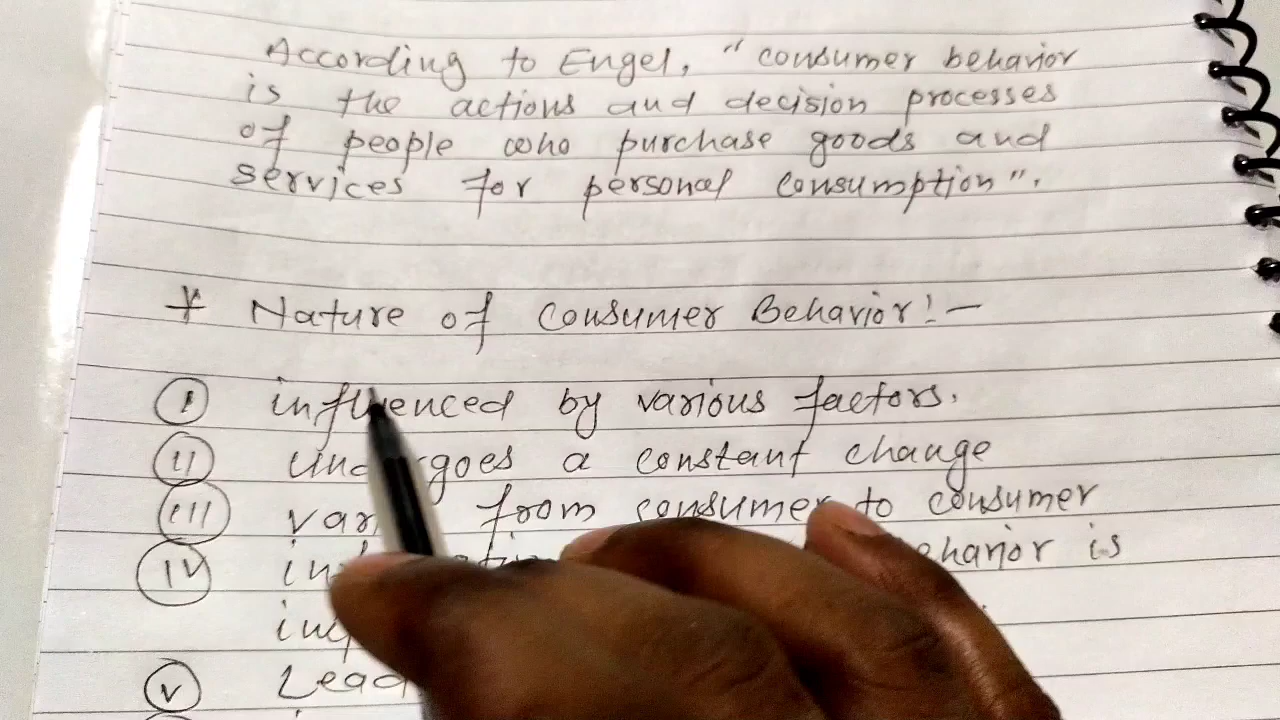 According to Engel, "consumer behavior
is the actions and decision processes
of people who purchase goods and
services for personal consumption".
* Nature of Consumer Behavior:-
(I) influenced by various factors.
(II) undergoes a constant change
(III) from consumer to consumer
(IV) behavior is
(V)